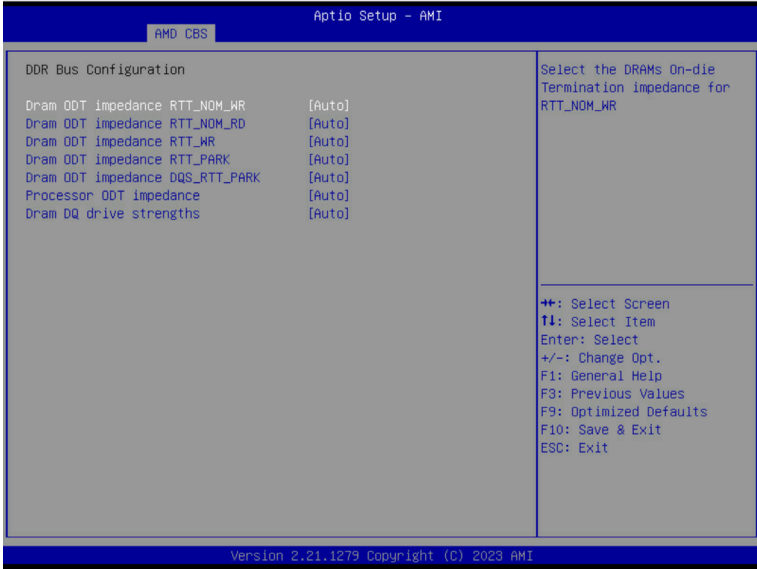 Aptio Setup - AMI
AMD CBS
DDR Bus Configuration
Dram ODT impedance RTT_NOM_WR [Auto]
Dram ODT impedance RTT_NOM_RD [Auto]
Dram ODT impedance RTT_WR [Auto]
Dram ODT impedance RTT_PARK [Auto]
Dram ODT impedance DQS_RTT_PARK [Auto]
Processor ODT impedance [Auto]
Dram DQ drive strengths [Auto]
Select the DRAMs On-die
Termination impedance for
RTT_NOM_WR
→←: Select Screen
↑↓: Select Item
Enter: Select
+/-: Change Opt.
F1: General Help
F3: Previous Values
F9: Optimized Defaults
F10: Save & Exit
ESC: Exit
Version 2.21.1279 Copyright (C) 2023 AMI